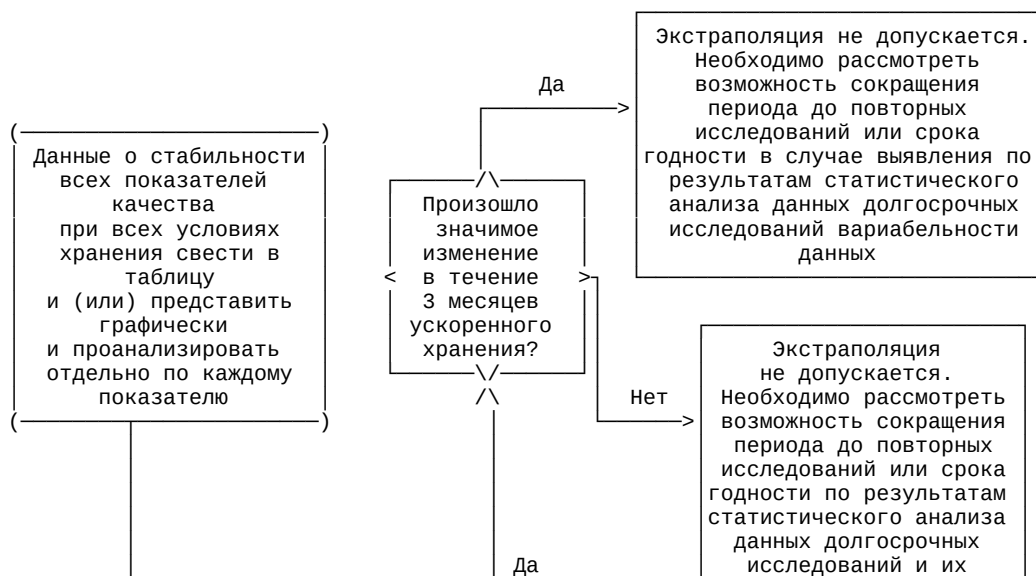 Да
Экстраполяция не допускается.
Необходимо рассмотреть
возможность сокращения
периода до повторных
исследований или срока
годности в случае выявления по
результатам статистического
анализа данных долгосрочных
исследований вариабельности
данных
Данные о стабильности
всех показателей
качества
при всех условиях
хранения свести в
таблицу
и (или) представить
графически
и проанализировать
отдельно по каждому
показателю
Произошло
значимое
изменение
в течение
3 месяцев
ускоренного
хранения?
Нет
Экстраполяция
не допускается.
Необходимо рассмотреть
возможность сокращения
периода до повторных
исследований или срока
годности по результатам
статистического анализа
данных долгосрочных
исследований и их
Да